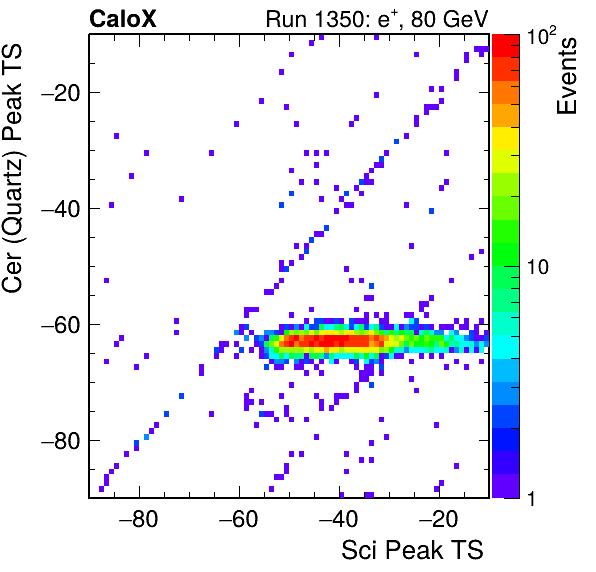 CaloX Run 1350: e⁺, 80 GeV
10²
Events
Cer (Quartz) Peak TS
−20
−40
−60
−80
10
1
−80 −60 −40 −20
Sci Peak TS